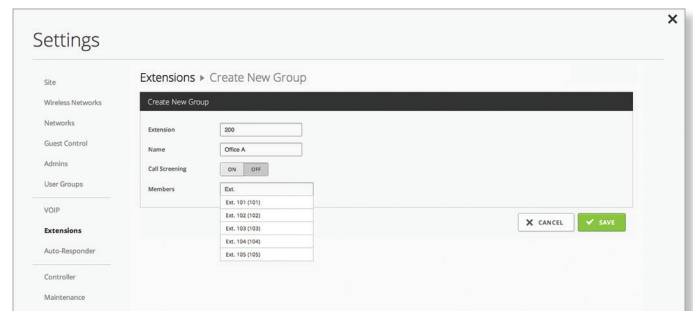 Settings
Site
Wireless Networks
Networks
Guest Control
Admins
User Groups
VOIP
Extensions
Auto-Responder
Controller
Maintenance
Extensions ▸ Create New Group
Create New Group
Extension 200
Name Office A
Call Screening ON OFF
Members Ext.
Ext. 101 (101)
Ext. 102 (102)
Ext. 103 (103)
Ext. 104 (104)
Ext. 105 (105)
CANCEL SAVE